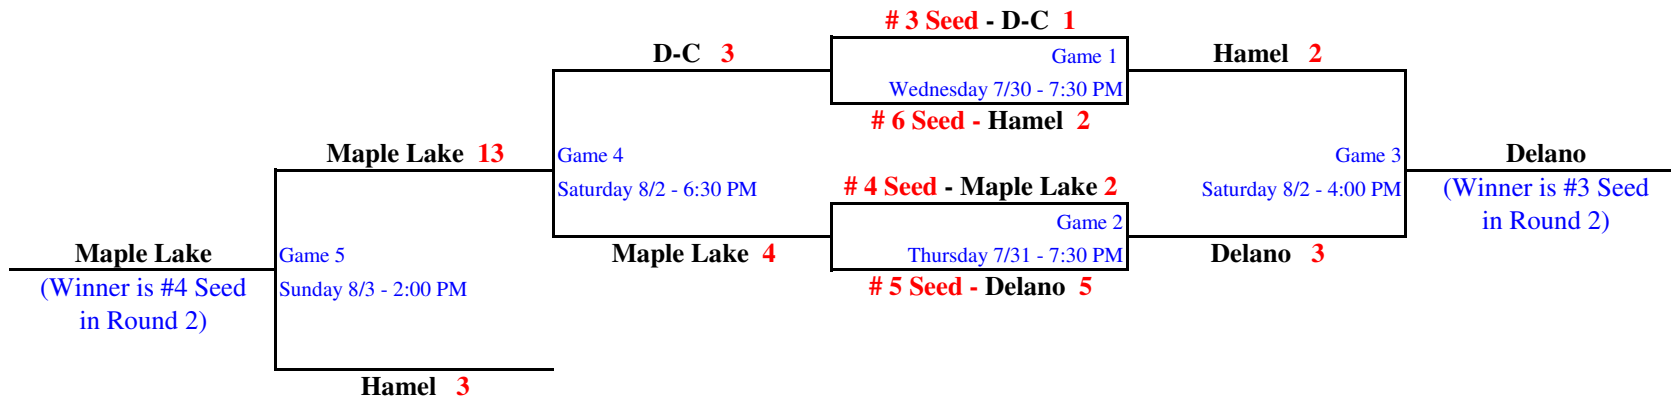 # 3 Seed - D-C 1
D-C 3
Game 1
Hamel 2
Wednesday 7/30 - 7:30 PM
# 6 Seed - Hamel 2
Maple Lake 13
Game 4
Game 3
Delano
Saturday 8/2 - 6:30 PM
# 4 Seed - Maple Lake 2
Saturday 8/2 - 4:00 PM
(Winner is #3 Seed
in Round 2)
Game 2
Maple Lake
Game 5
Maple Lake 4
Thursday 7/31 - 7:30 PM
Delano 3
(Winner is #4 Seed
in Round 2)
Sunday 8/3 - 2:00 PM
# 5 Seed - Delano 5
Hamel 3